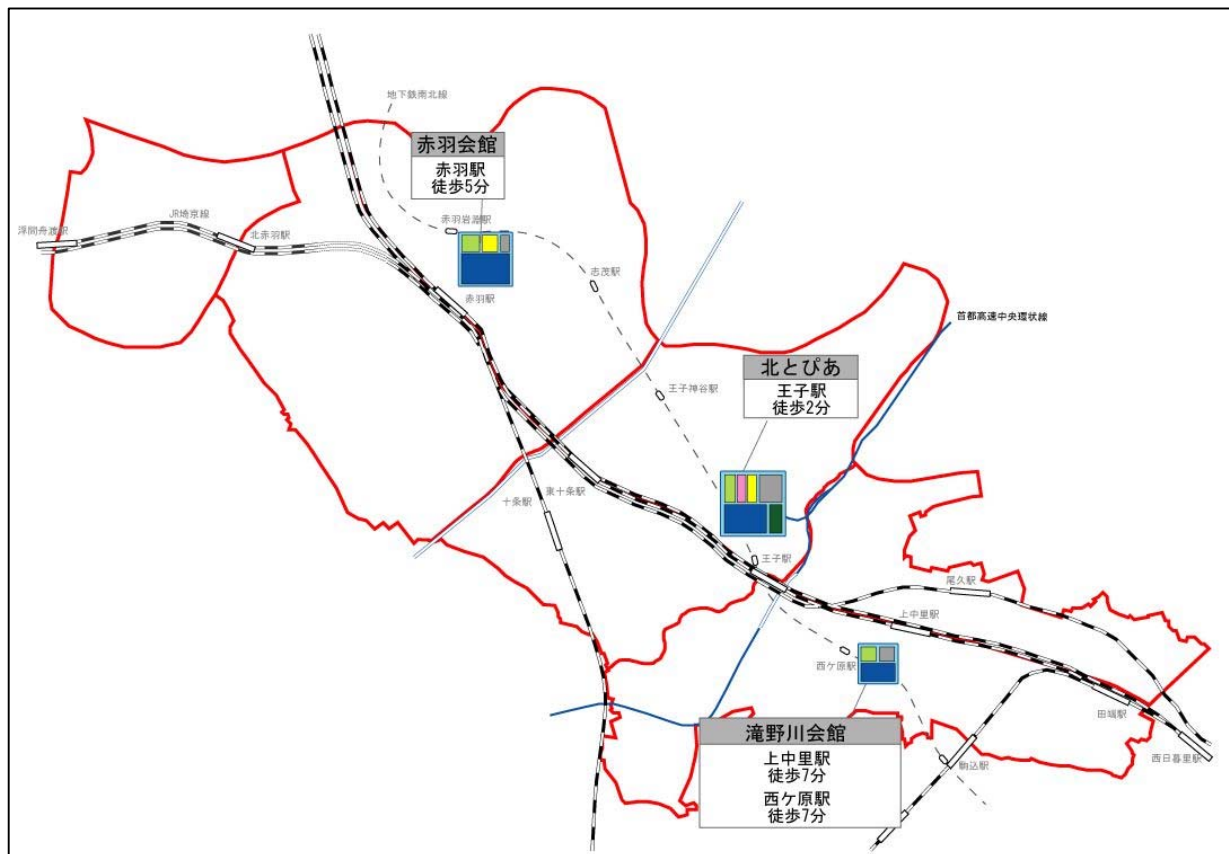 地下鉄南北線
赤羽会館
赤羽駅
徒歩5分
赤羽岩淵駅
JR埼京線
浮間舟渡駅
北赤羽駅
志茂駅
赤羽駅
首都高速中央環状線
北とぴあ
王子駅
徒歩2分
王子神谷駅
東十条駅
十条駅
王子駅
尾久駅
上中里駅
西ケ原駅
田端駅
滝野川会館
上中里駅
徒歩7分
西ケ原駅
徒歩7分
駒込駅
西日暮里駅